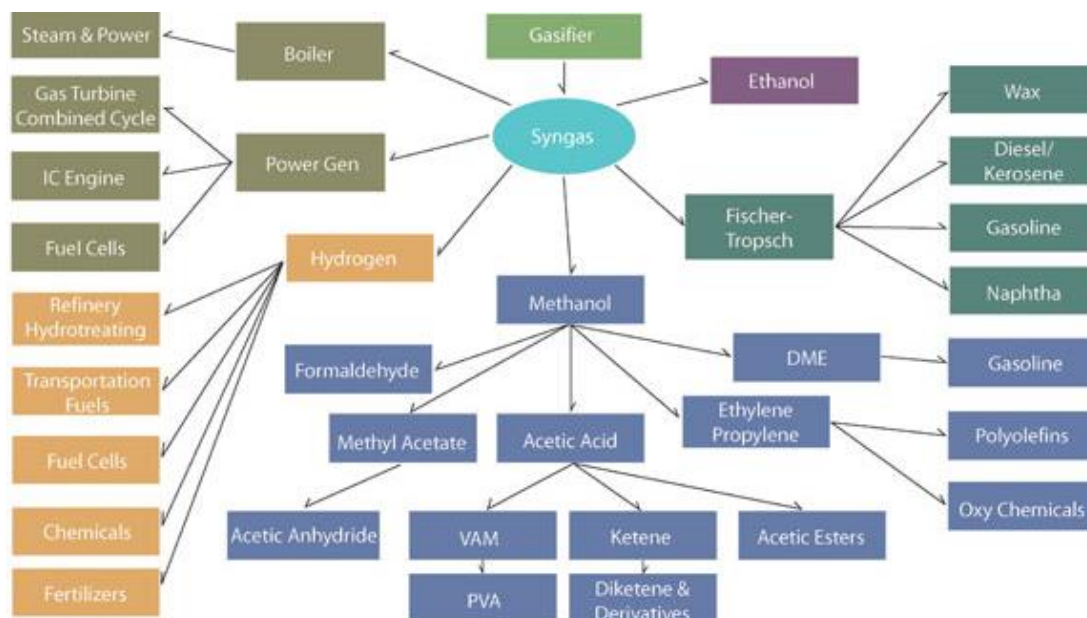 Steam & Power
Boiler
Gasifier
Ethanol
Wax
Gas Turbine
Combined Cycle
Syngas
Diesel/
Kerosene
IC Engine
Power Gen
Fischer-
Tropsch
Gasoline
Fuel Cells
Hydrogen
Naphtha
Refinery
Hydrotreating
Methanol
Formaldehyde
DME
Gasoline
Transportation
Fuels
Methyl Acetate
Acetic Acid
Ethylene
Propylene
Polyolefins
Fuel Cells
Oxy Chemicals
Chemicals
Acetic Anhydride
VAM
Ketene
Acetic Esters
Fertilizers
PVA
Diketene &
Derivatives